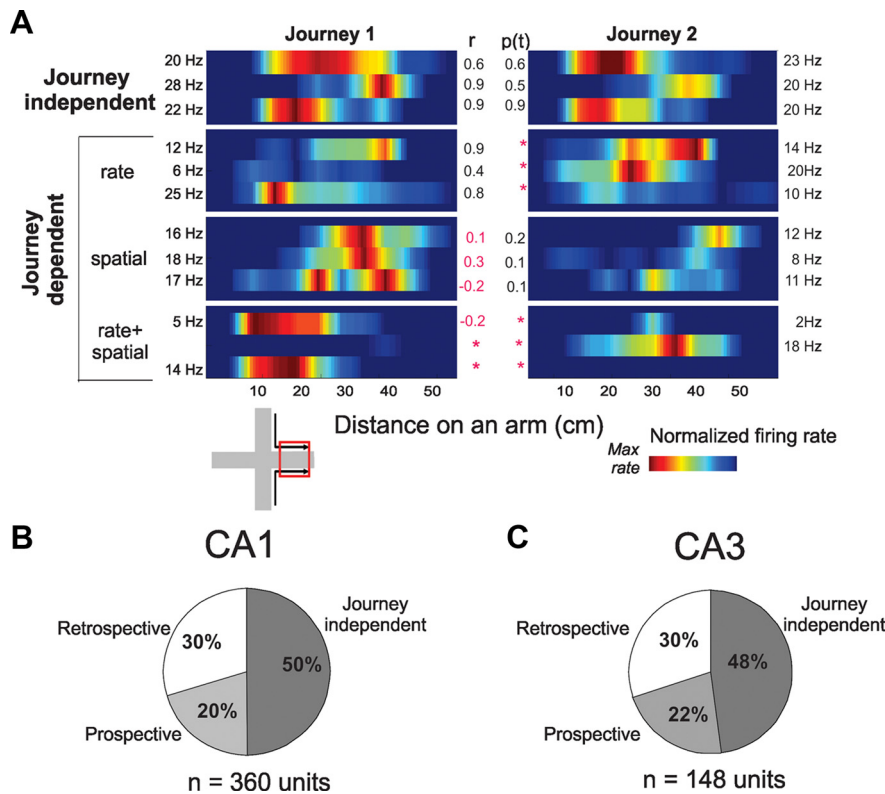 A
Journey 1
r
p(t)
Journey 2
Journey independent
20 Hz
0.6
0.6
23 Hz
28 Hz
0.9
0.5
20 Hz
22 Hz
0.9
0.9
20 Hz
Journey dependent
rate
12 Hz
0.9
*
14 Hz
6 Hz
0.4
*
20Hz
25 Hz
0.8
*
10 Hz
spatial
16 Hz
0.1
0.2
12 Hz
18 Hz
0.3
0.1
8 Hz
17 Hz
-0.2
0.1
11 Hz
rate+
spatial
5 Hz
-0.2
*
2Hz
*
*
18 Hz
14 Hz
*
*
10 20 30 40 50
10 20 30 40 50
Distance on an arm (cm)
Normalized firing rate
Max
rate
B
CA1
Retrospective
30%
Journey
independent
50%
Prospective
20%
n = 360 units
C
CA3
Retrospective
30%
Journey
independent
48%
Prospective
22%
n = 148 units